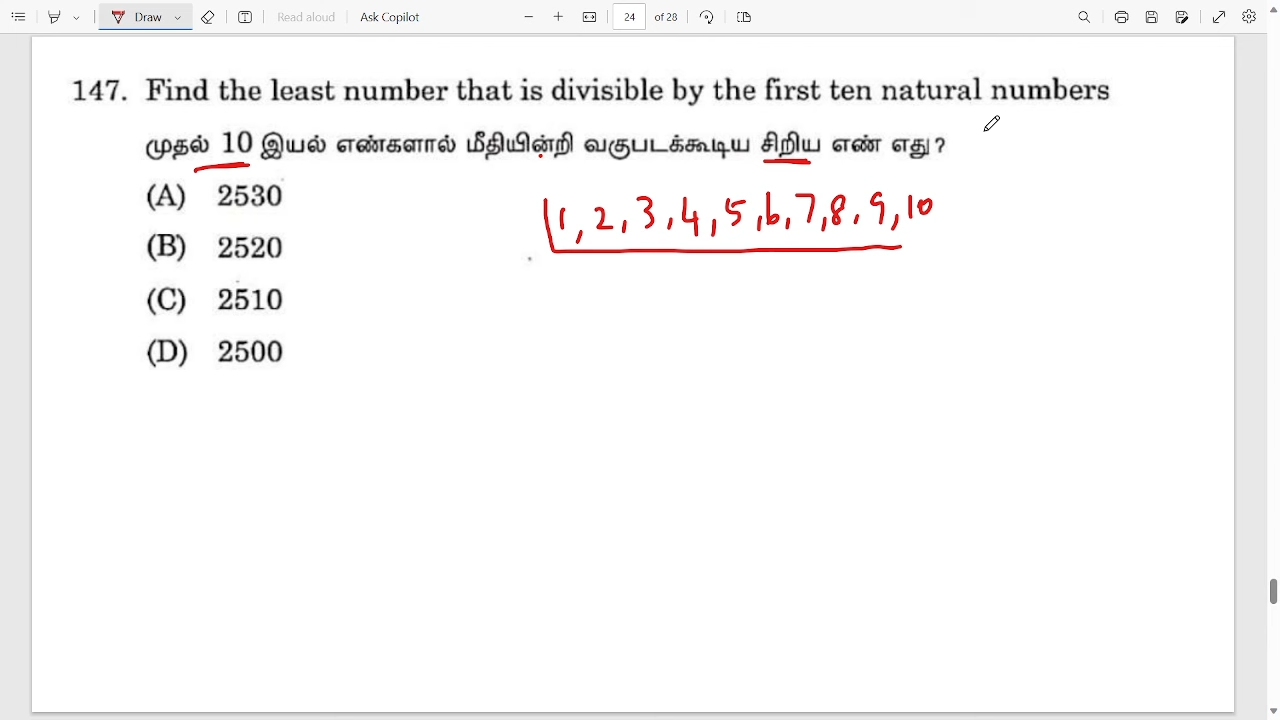 Draw
Read aloud
Ask Copilot
24
of 28
147. Find the least number that is divisible by the first ten natural numbers
முதல் 10 இயல் எண்களால் மீதியின்றி வகுபடக்கூடிய சிறிய எண் எது?
(A) 2530
1, 2, 3, 4, 5, 6, 7, 8, 9, 10
(B) 2520
(C) 2510
(D) 2500